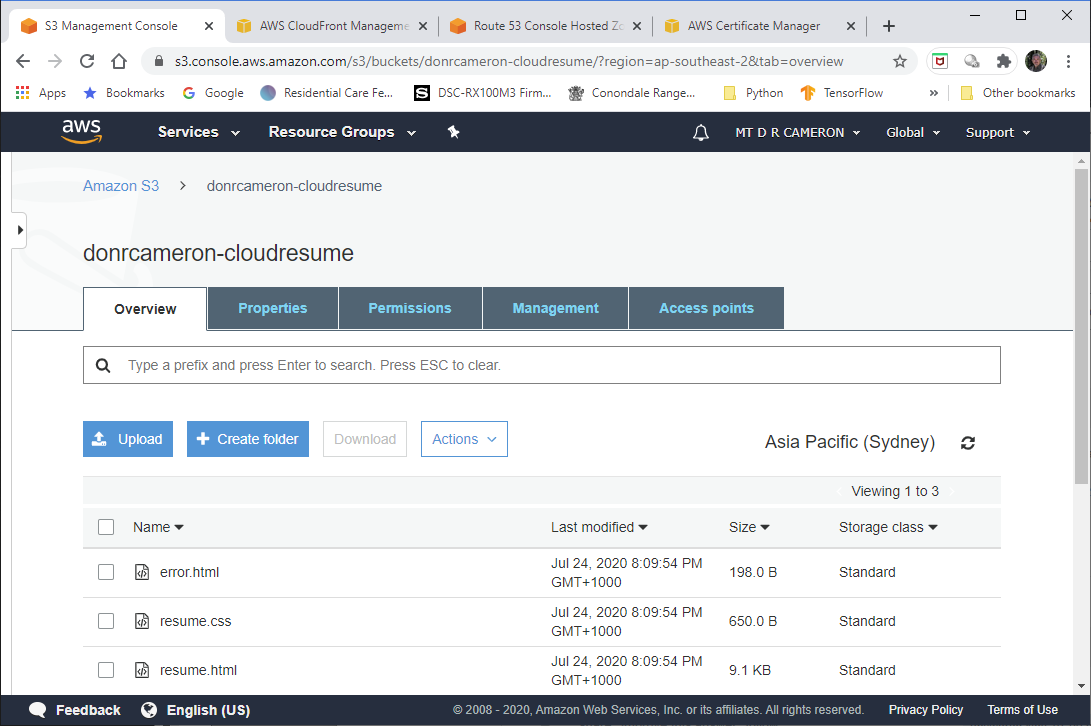 S3 Management Console
AWS CloudFront Manageme
Route 53 Console Hosted Zo
AWS Certificate Manager
s3.console.aws.amazon.com/s3/buckets/donrcameron-cloudresume/?region=ap-southeast-2&tab=overview
Apps Bookmarks Google Residential Care Fe... DSC-RX100M3 Firm... Conondale Range... Python TensorFlow » Other bookmarks
aws Services Resource Groups MT D R CAMERON Global Support
Amazon S3 > donrcameron-cloudresume
donrcameron-cloudresume
Overview Properties Permissions Management Access points
Type a prefix and press Enter to search. Press ESC to clear.
Upload Create folder Download Actions Asia Pacific (Sydney)
Viewing 1 to 3
Name Last modified Size Storage class
error.html Jul 24, 2020 8:09:54 PM GMT+1000 198.0 B Standard
resume.css Jul 24, 2020 8:09:54 PM GMT+1000 650.0 B Standard
resume.html Jul 24, 2020 8:09:54 PM GMT+1000 9.1 KB Standard
Feedback English (US) © 2008 - 2020, Amazon Web Services, Inc. or its affiliates. All rights reserved. Privacy Policy Terms of Use